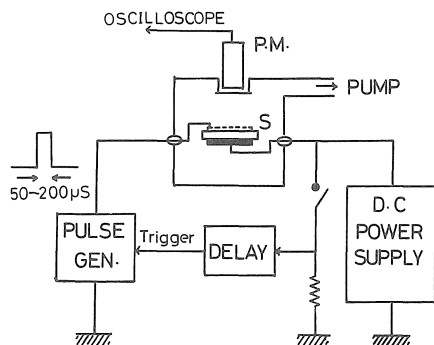 OSCILLOSCOPE
P.M.
PUMP
S
50-200μS
PULSE
GEN.
Trigger
DELAY
D.C
POWER
SUPPLY